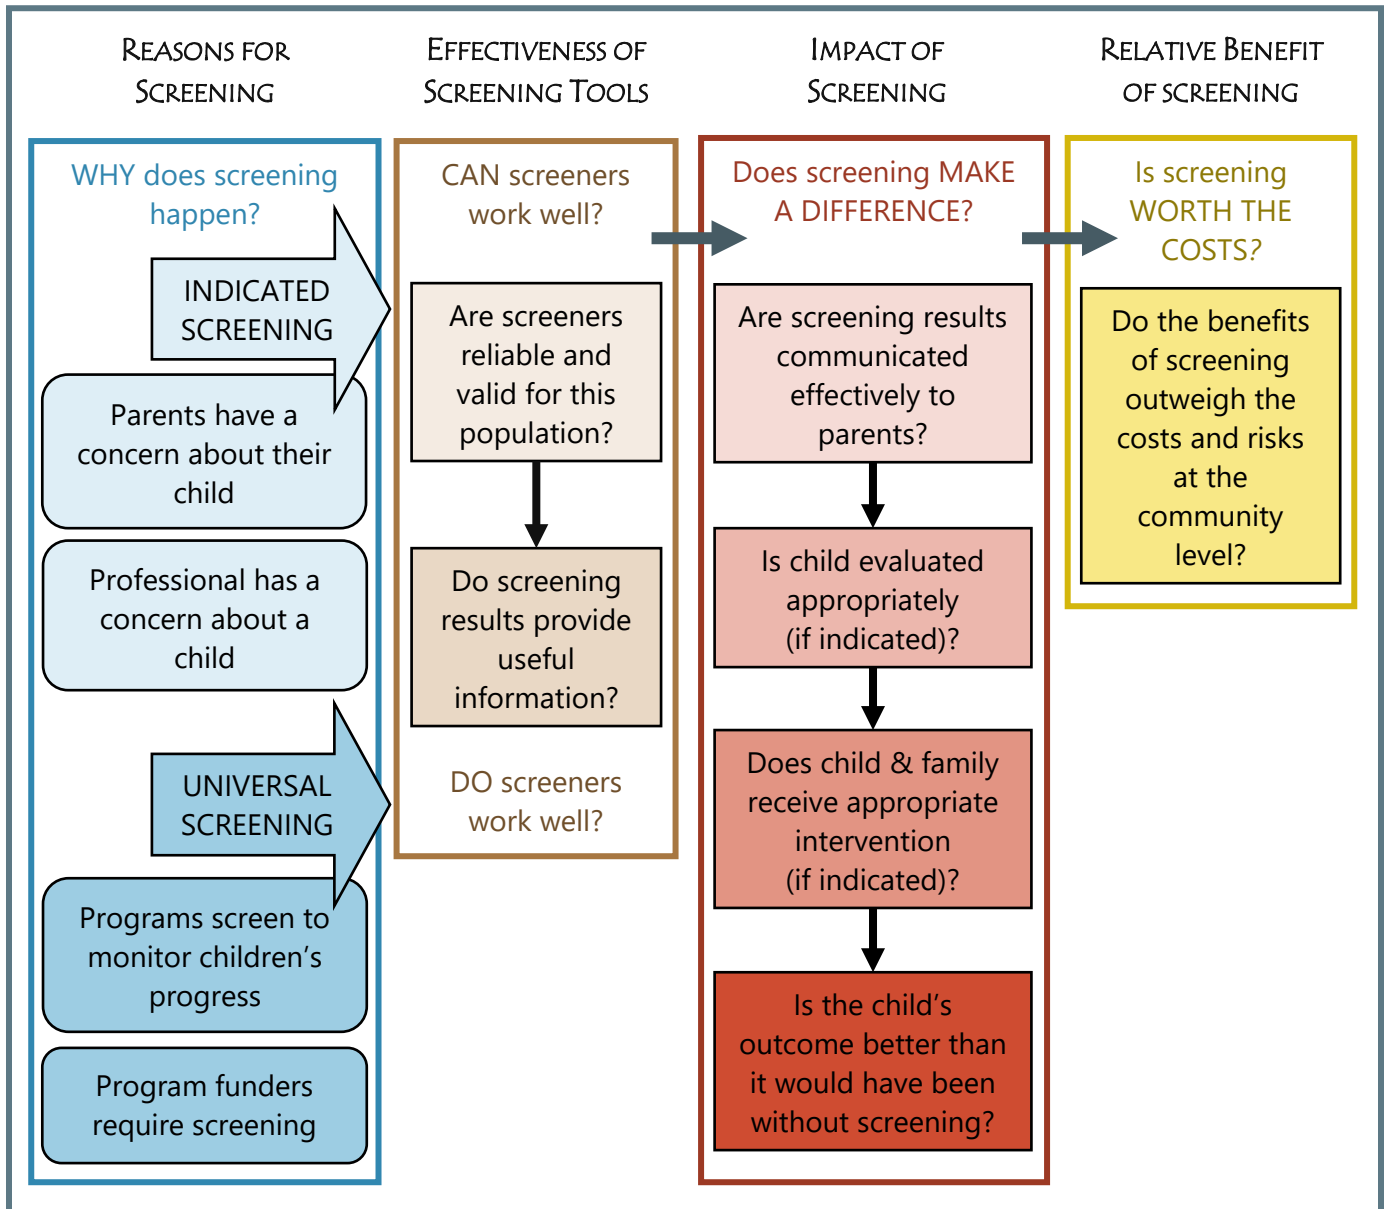 REASONS FOR
SCREENING
EFFECTIVENESS OF
SCREENING TOOLS
IMPACT OF
SCREENING
RELATIVE BENEFIT
OF SCREENING
WHY does screening
happen?
INDICATED
SCREENING
Parents have a
concern about their
child
Professional has a
concern about a
child
UNIVERSAL
SCREENING
Programs screen to
monitor children’s
progress
Program funders
require screening
CAN screeners
work well?
Are screeners
reliable and
valid for this
population?
Do screening
results provide
useful
information?
DO screeners
work well?
Does screening MAKE
A DIFFERENCE?
Are screening results
communicated
effectively to
parents?
Is child evaluated
appropriately
(if indicated)?
Does child & family
receive appropriate
intervention
(if indicated)?
Is the child’s
outcome better than
it would have been
without screening?
Is screening
WORTH THE
COSTS?
Do the benefits
of screening
outweigh the
costs and risks
at the
community
level?